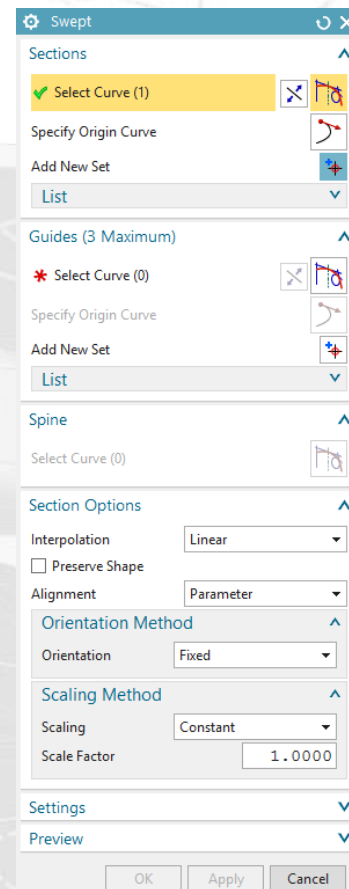 Swept
Sections
Select Curve (1)
Specify Origin Curve
Add New Set
List
Guides (3 Maximum)
* Select Curve (0)
Specify Origin Curve
Add New Set
List
Spine
Select Curve (0)
Section Options
Interpolation Linear
Preserve Shape
Alignment Parameter
Orientation Method
Orientation Fixed
Scaling Method
Scaling Constant
Scale Factor 1.0000
Settings
Preview
OK Apply Cancel